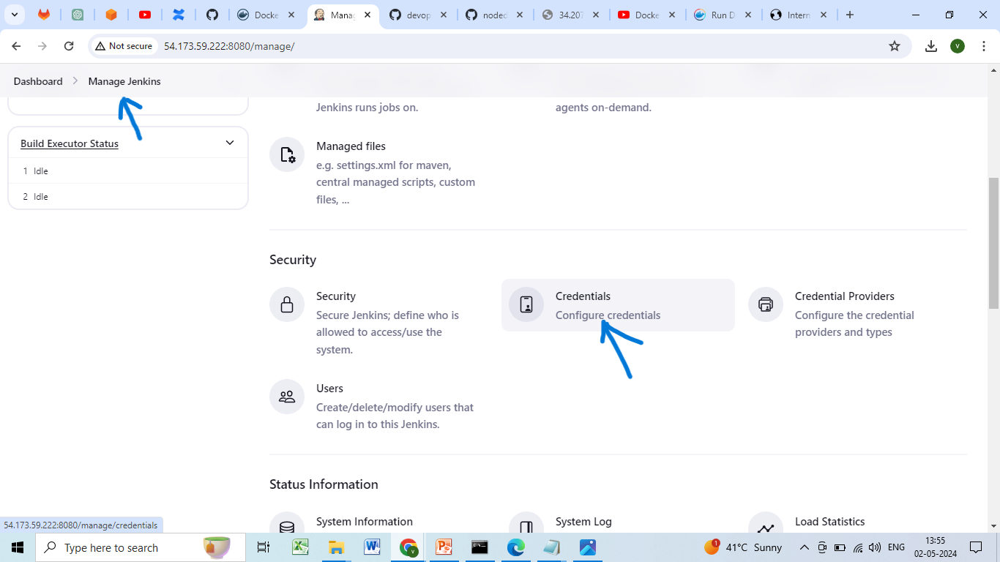 Docke
Manag
devop
noded
34.207
Docke
Run D
Intern
Not secure
54.173.59.222:8080/manage/
V
Dashboard
Manage Jenkins
Jenkins runs jobs on.
agents on-demand.
Build Executor Status
1 Idle
2 Idle
Managed files
e.g. settings.xml for maven,
central managed scripts, custom
files, ...
Security
Security
Secure Jenkins; define who is
allowed to access/use the
system.
Credentials
Configure credentials
Credential Providers
Configure the credential
providers and types
Users
Create/delete/modify users that
can log in to this Jenkins.
Status Information
System Information
System Log
Load Statistics
54.173.59.222:8080/manage/credentials
Type here to search
1
41°C Sunny
ENG
13:55
02-05-2024